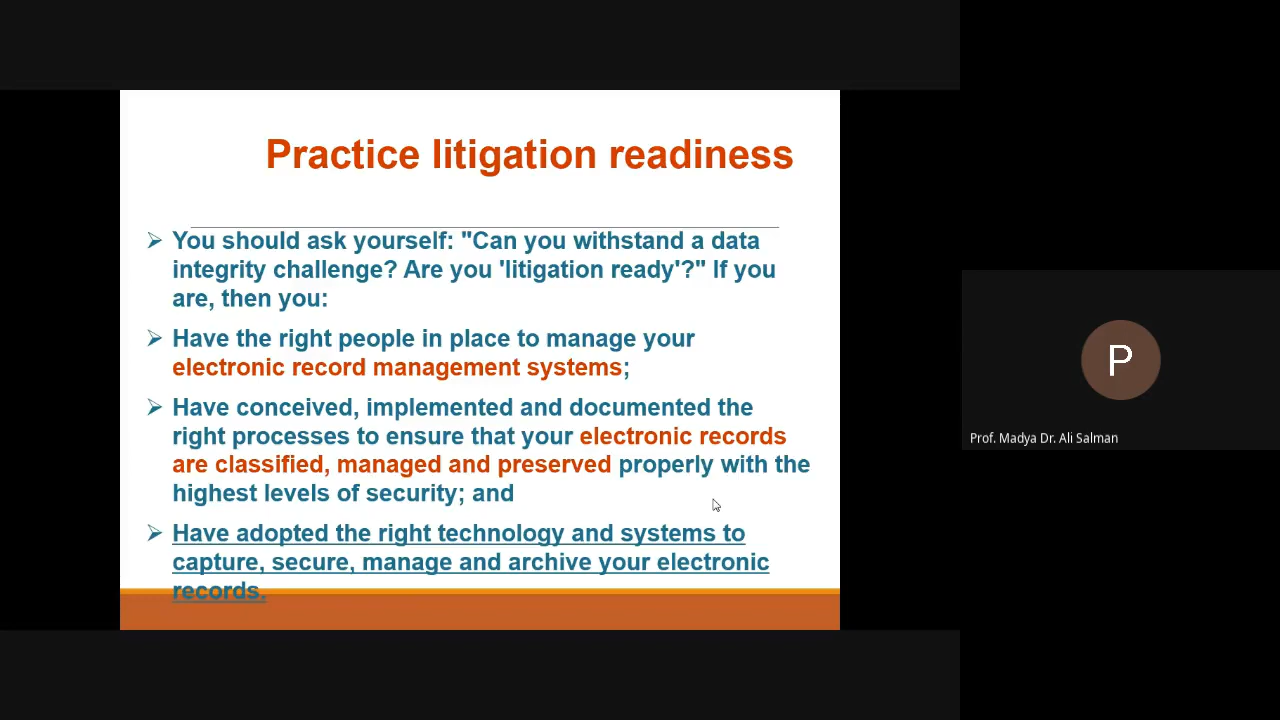 Practice litigation readiness
You should ask yourself: "Can you withstand a data
integrity challenge? Are you 'litigation ready'?" If you
are, then you:
Have the right people in place to manage your
electronic record management systems;
Have conceived, implemented and documented the
right processes to ensure that your electronic records
are classified, managed and preserved properly with the
highest levels of security; and
Have adopted the right technology and systems to
capture, secure, manage and archive your electronic
records.
P
Prof. Madya Dr. Ali Salman